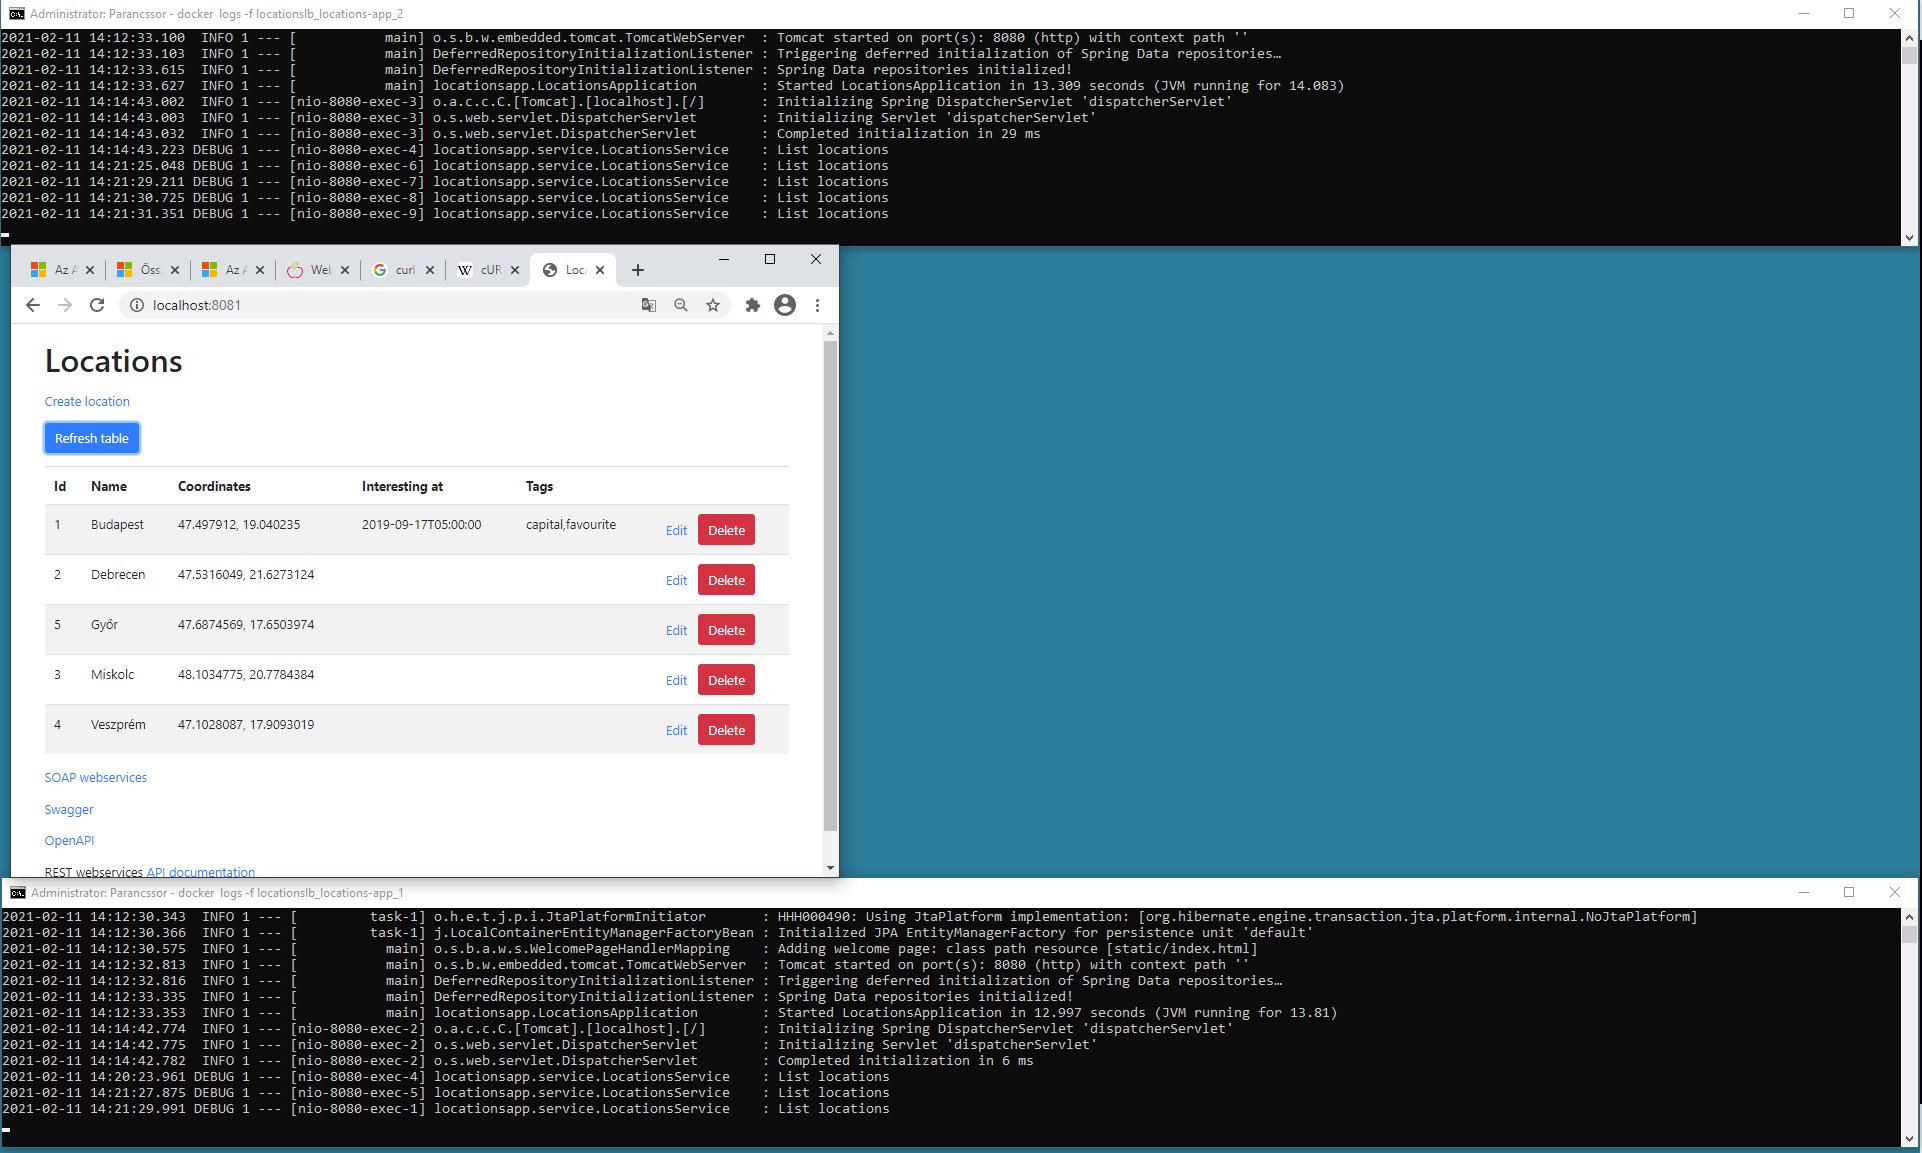 Administrator: Parancssor - docker  logs -f locationslb_locations-app_2
2021-02-11 14:12:33.100  INFO 1 --- [           main] o.s.b.w.embedded.tomcat.TomcatWebServer  : Tomcat started on port(s): 8080 (http) with context path ''
2021-02-11 14:12:33.103  INFO 1 --- [           main] DeferredRepositoryInitializationListener : Triggering deferred initialization of Spring Data repositories…
2021-02-11 14:12:33.615  INFO 1 --- [           main] DeferredRepositoryInitializationListener : Spring Data repositories initialized!
2021-02-11 14:12:33.627  INFO 1 --- [           main] locationsapp.LocationsApplication        : Started LocationsApplication in 13.309 seconds (JVM running for 14.083)
2021-02-11 14:14:43.002  INFO 1 --- [nio-8080-exec-3] o.a.c.c.C.[Tomcat].[localhost].[/]       : Initializing Spring DispatcherServlet 'dispatcherServlet'
2021-02-11 14:14:43.003  INFO 1 --- [nio-8080-exec-3] o.s.web.servlet.DispatcherServlet        : Initializing Servlet 'dispatcherServlet'
2021-02-11 14:14:43.032  INFO 1 --- [nio-8080-exec-3] o.s.web.servlet.DispatcherServlet        : Completed initialization in 29 ms
2021-02-11 14:14:43.223 DEBUG 1 --- [nio-8080-exec-4] locationsapp.service.LocationsService    : List locations
2021-02-11 14:21:25.048 DEBUG 1 --- [nio-8080-exec-6] locationsapp.service.LocationsService    : List locations
2021-02-11 14:21:29.211 DEBUG 1 --- [nio-8080-exec-7] locationsapp.service.LocationsService    : List locations
2021-02-11 14:21:30.725 DEBUG 1 --- [nio-8080-exec-8] locationsapp.service.LocationsService    : List locations
2021-02-11 14:21:31.351 DEBUG 1 --- [nio-8080-exec-9] locationsapp.service.LocationsService    : List locations
Az Öss Az Wel curl cUR Loc
localhost:8081
Locations
Create location
Refresh table
Id Name Coordinates Interesting at Tags
1 Budapest 47.497912, 19.040235 2019-09-17T05:00:00 capital,favourite Edit Delete
2 Debrecen 47.5316049, 21.6273124 Edit Delete
5 Győr 47.6874569, 17.6503974 Edit Delete
3 Miskolc 48.1034775, 20.7784384 Edit Delete
4 Veszprém 47.1028087, 17.9093019 Edit Delete
SOAP webservices
Swagger
OpenAPI
REST webservices API documentation
Administrator: Parancssor - docker  logs -f locationslb_locations-app_1
2021-02-11 14:12:30.343  INFO 1 --- [         task-1] o.h.e.t.j.p.i.JtaPlatformInitiator       : HHH000490: Using JtaPlatform implementation: [org.hibernate.engine.transaction.jta.platform.internal.NoJtaPlatform]
2021-02-11 14:12:30.366  INFO 1 --- [         task-1] j.LocalContainerEntityManagerFactoryBean : Initialized JPA EntityManagerFactory for persistence unit 'default'
2021-02-11 14:12:30.575  INFO 1 --- [           main] o.s.b.a.w.s.WelcomePageHandlerMapping    : Adding welcome page: class path resource [static/index.html]
2021-02-11 14:12:32.813  INFO 1 --- [           main] o.s.b.w.embedded.tomcat.TomcatWebServer  : Tomcat started on port(s): 8080 (http) with context path ''
2021-02-11 14:12:32.816  INFO 1 --- [           main] DeferredRepositoryInitializationListener : Triggering deferred initialization of Spring Data repositories…
2021-02-11 14:12:33.335  INFO 1 --- [           main] DeferredRepositoryInitializationListener : Spring Data repositories initialized!
2021-02-11 14:12:33.353  INFO 1 --- [           main] locationsapp.LocationsApplication        : Started LocationsApplication in 12.997 seconds (JVM running for 13.81)
2021-02-11 14:14:42.774  INFO 1 --- [nio-8080-exec-2] o.a.c.c.C.[Tomcat].[localhost].[/]       : Initializing Spring DispatcherServlet 'dispatcherServlet'
2021-02-11 14:14:42.775  INFO 1 --- [nio-8080-exec-2] o.s.web.servlet.DispatcherServlet        : Initializing Servlet 'dispatcherServlet'
2021-02-11 14:14:42.782  INFO 1 --- [nio-8080-exec-2] o.s.web.servlet.DispatcherServlet        : Completed initialization in 6 ms
2021-02-11 14:20:23.961 DEBUG 1 --- [nio-8080-exec-4] locationsapp.service.LocationsService    : List locations
2021-02-11 14:21:27.875 DEBUG 1 --- [nio-8080-exec-5] locationsapp.service.LocationsService    : List locations
2021-02-11 14:21:29.991 DEBUG 1 --- [nio-8080-exec-1] locationsapp.service.LocationsService    : List locations